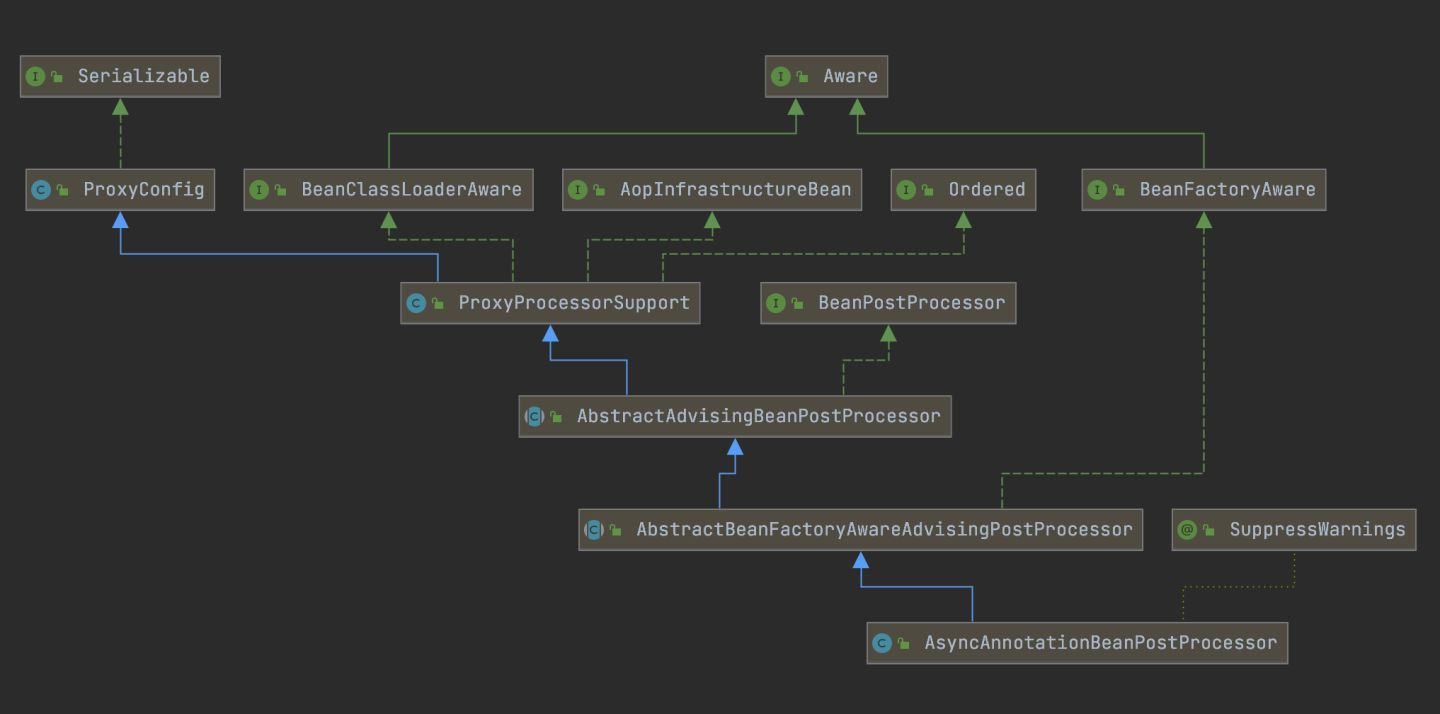 Serializable
Aware
ProxyConfig
BeanClassLoaderAware
AopInfrastructureBean
Ordered
BeanFactoryAware
ProxyProcessorSupport
BeanPostProcessor
AbstractAdvisingBeanPostProcessor
AbstractBeanFactoryAwareAdvisingPostProcessor
SuppressWarnings
AsyncAnnotationBeanPostProcessor